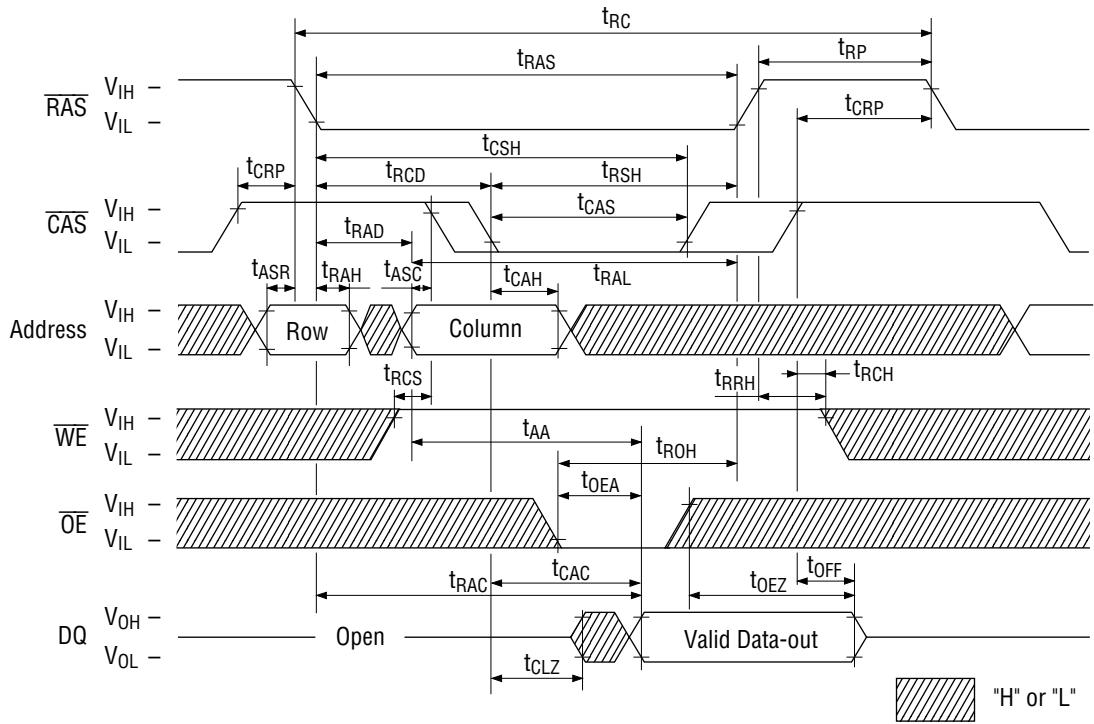 tRC
tRP
tRAS
RAS
VIH –
VIL –
tCRP
tCSH
tCRP
tRCD
tRSH
CAS
VIH –
VIL –
tCAS
tRAD
tRAL
tASR
tRAH
tASC
tCAH
Address
VIH –
VIL –
Row
Column
tRCS
tRRH
tRCH
WE
VIH –
VIL –
tAA
tROH
tOEA
OE
VIH –
VIL –
tCAC
tRAC
tOFF
tOEZ
DQ
VOH –
VOL –
Open
Valid Data-out
tCLZ
"H" or "L"